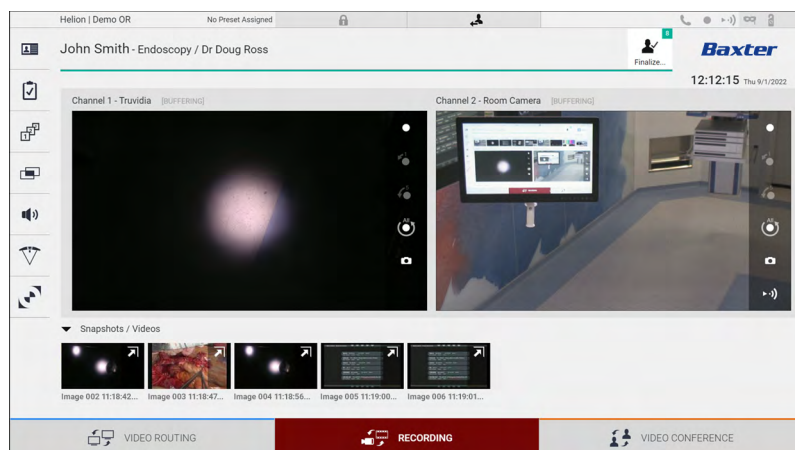 Helion | Demo OR
No Preset Assigned
John Smith - Endoscopy / Dr Doug Ross
8
Finalize...
Baxter
12:12:15 Thu 9/1/2022
Channel 1 - Truvidia [BUFFERING]
Channel 2 - Room Camera [BUFFERING]
All
All
Snapshots / Videos
Image 002 11:18:42...
Image 003 11:18:47...
Image 004 11:18:56...
Image 005 11:19:00...
Image 006 11:19:01...
VIDEO ROUTING
RECORDING
VIDEO CONFERENCE